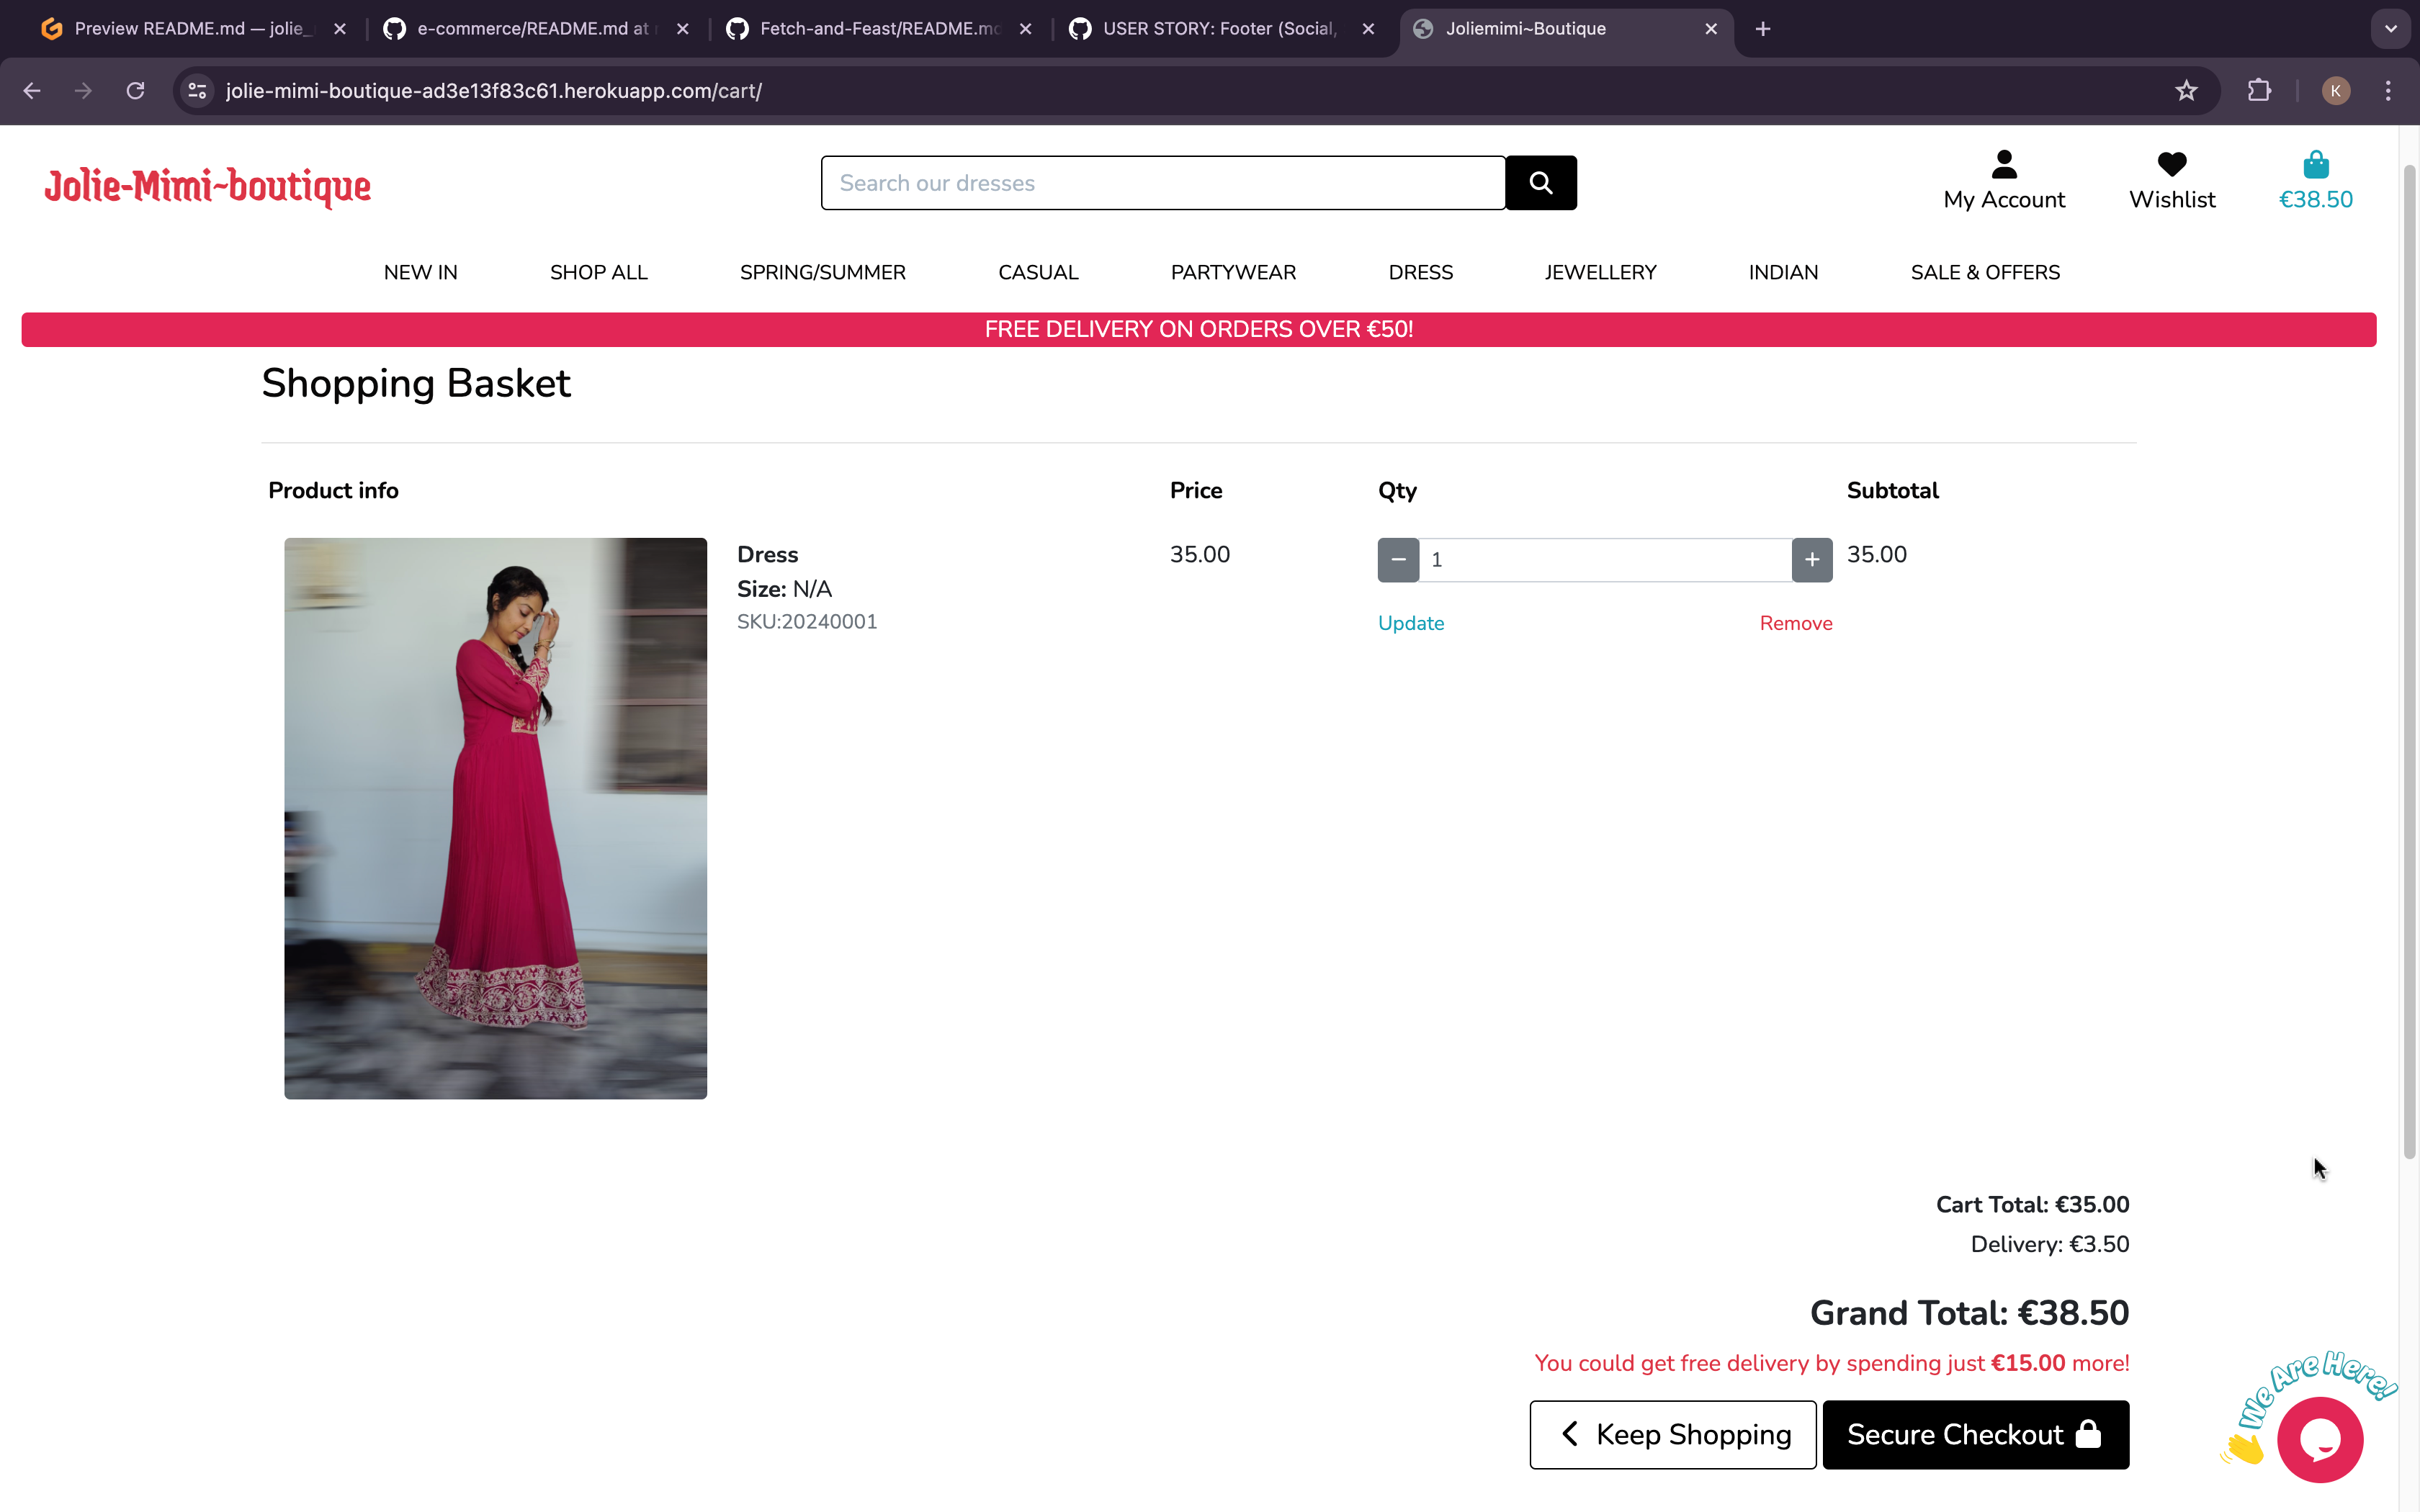 Preview README.md — jolie_
e-commerce/README.md at
Fetch-and-Feast/README.md
USER STORY: Footer (Social,
Joliemimi~Boutique
jolie-mimi-boutique-ad3e13f83c61.herokuapp.com/cart/
K
Jolie-Mimi~boutique
Search our dresses
My Account
Wishlist
€38.50
NEW IN
SHOP ALL
SPRING/SUMMER
CASUAL
PARTYWEAR
DRESS
JEWELLERY
INDIAN
SALE & OFFERS
FREE DELIVERY ON ORDERS OVER €50!
Shopping Basket
Product info
Price
Qty
Subtotal
Dress
35.00
1
35.00
Size: N/A
SKU:20240001
Update
Remove
Cart Total: €35.00
Delivery: €3.50
Grand Total: €38.50
You could get free delivery by spending just €15.00 more!
Keep Shopping
Secure Checkout
We Are Here!